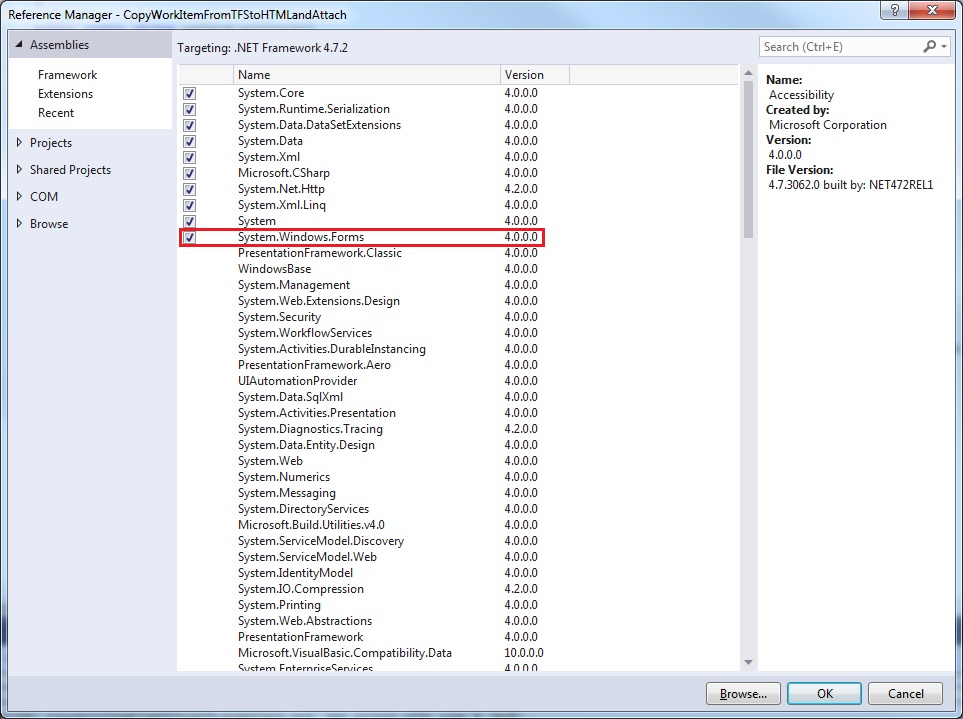 Reference Manager - CopyWorkItemFromTFStoHTMLandAttach
Assemblies
Framework
Extensions
Recent
Projects
Shared Projects
COM
Browse
Targeting: .NET Framework 4.7.2
Search (Ctrl+E)
Name Version
System.Core 4.0.0.0
System.Runtime.Serialization 4.0.0.0
System.Data.DataSetExtensions 4.0.0.0
System.Data 4.0.0.0
System.Xml 4.0.0.0
Microsoft.CSharp 4.0.0.0
System.Net.Http 4.2.0.0
System.Xml.Linq 4.0.0.0
System 4.0.0.0
System.Windows.Forms 4.0.0.0
PresentationFramework.Classic 4.0.0.0
WindowsBase 4.0.0.0
System.Management 4.0.0.0
System.Web.Extensions.Design 4.0.0.0
System.Security 4.0.0.0
System.WorkflowServices 4.0.0.0
System.Activities.DurableInstancing 4.0.0.0
PresentationFramework.Aero 4.0.0.0
UIAutomationProvider 4.0.0.0
System.Data.SqlXml 4.0.0.0
System.Activities.Presentation 4.0.0.0
System.Diagnostics.Tracing 4.2.0.0
System.Data.Entity.Design 4.0.0.0
System.Web 4.0.0.0
System.Numerics 4.0.0.0
System.Messaging 4.0.0.0
System.DirectoryServices 4.0.0.0
Microsoft.Build.Utilities.v4.0 4.0.0.0
System.ServiceModel.Discovery 4.0.0.0
System.ServiceModel.Web 4.0.0.0
System.IdentityModel 4.0.0.0
System.IO.Compression 4.2.0.0
System.Printing 4.0.0.0
System.Web.Abstractions 4.0.0.0
PresentationFramework 4.0.0.0
Microsoft.VisualBasic.Compatibility.Data 10.0.0.0
System.EnterpriseServices 4.0.0.0
Name:
Accessibility
Created by:
Microsoft Corporation
Version:
4.0.0.0
File Version:
4.7.3062.0 built by: NET472REL1
Browse... OK Cancel